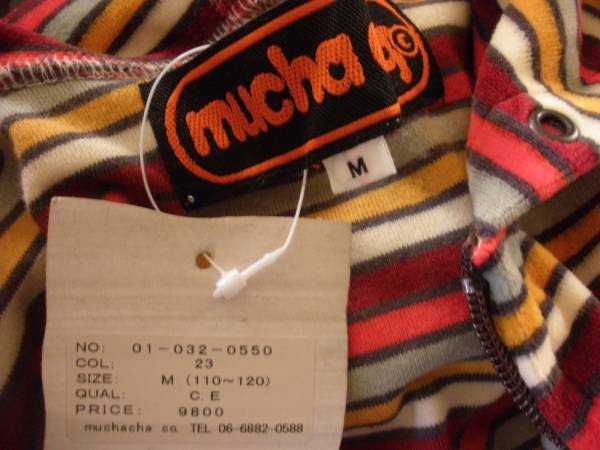 mucha
©
M
NO: 01-032-0550
COL: 23
SIZE: M (110~120)
QUAL: C.E
PRICE: 9800
muchacha co. TEL 06-6882-0588